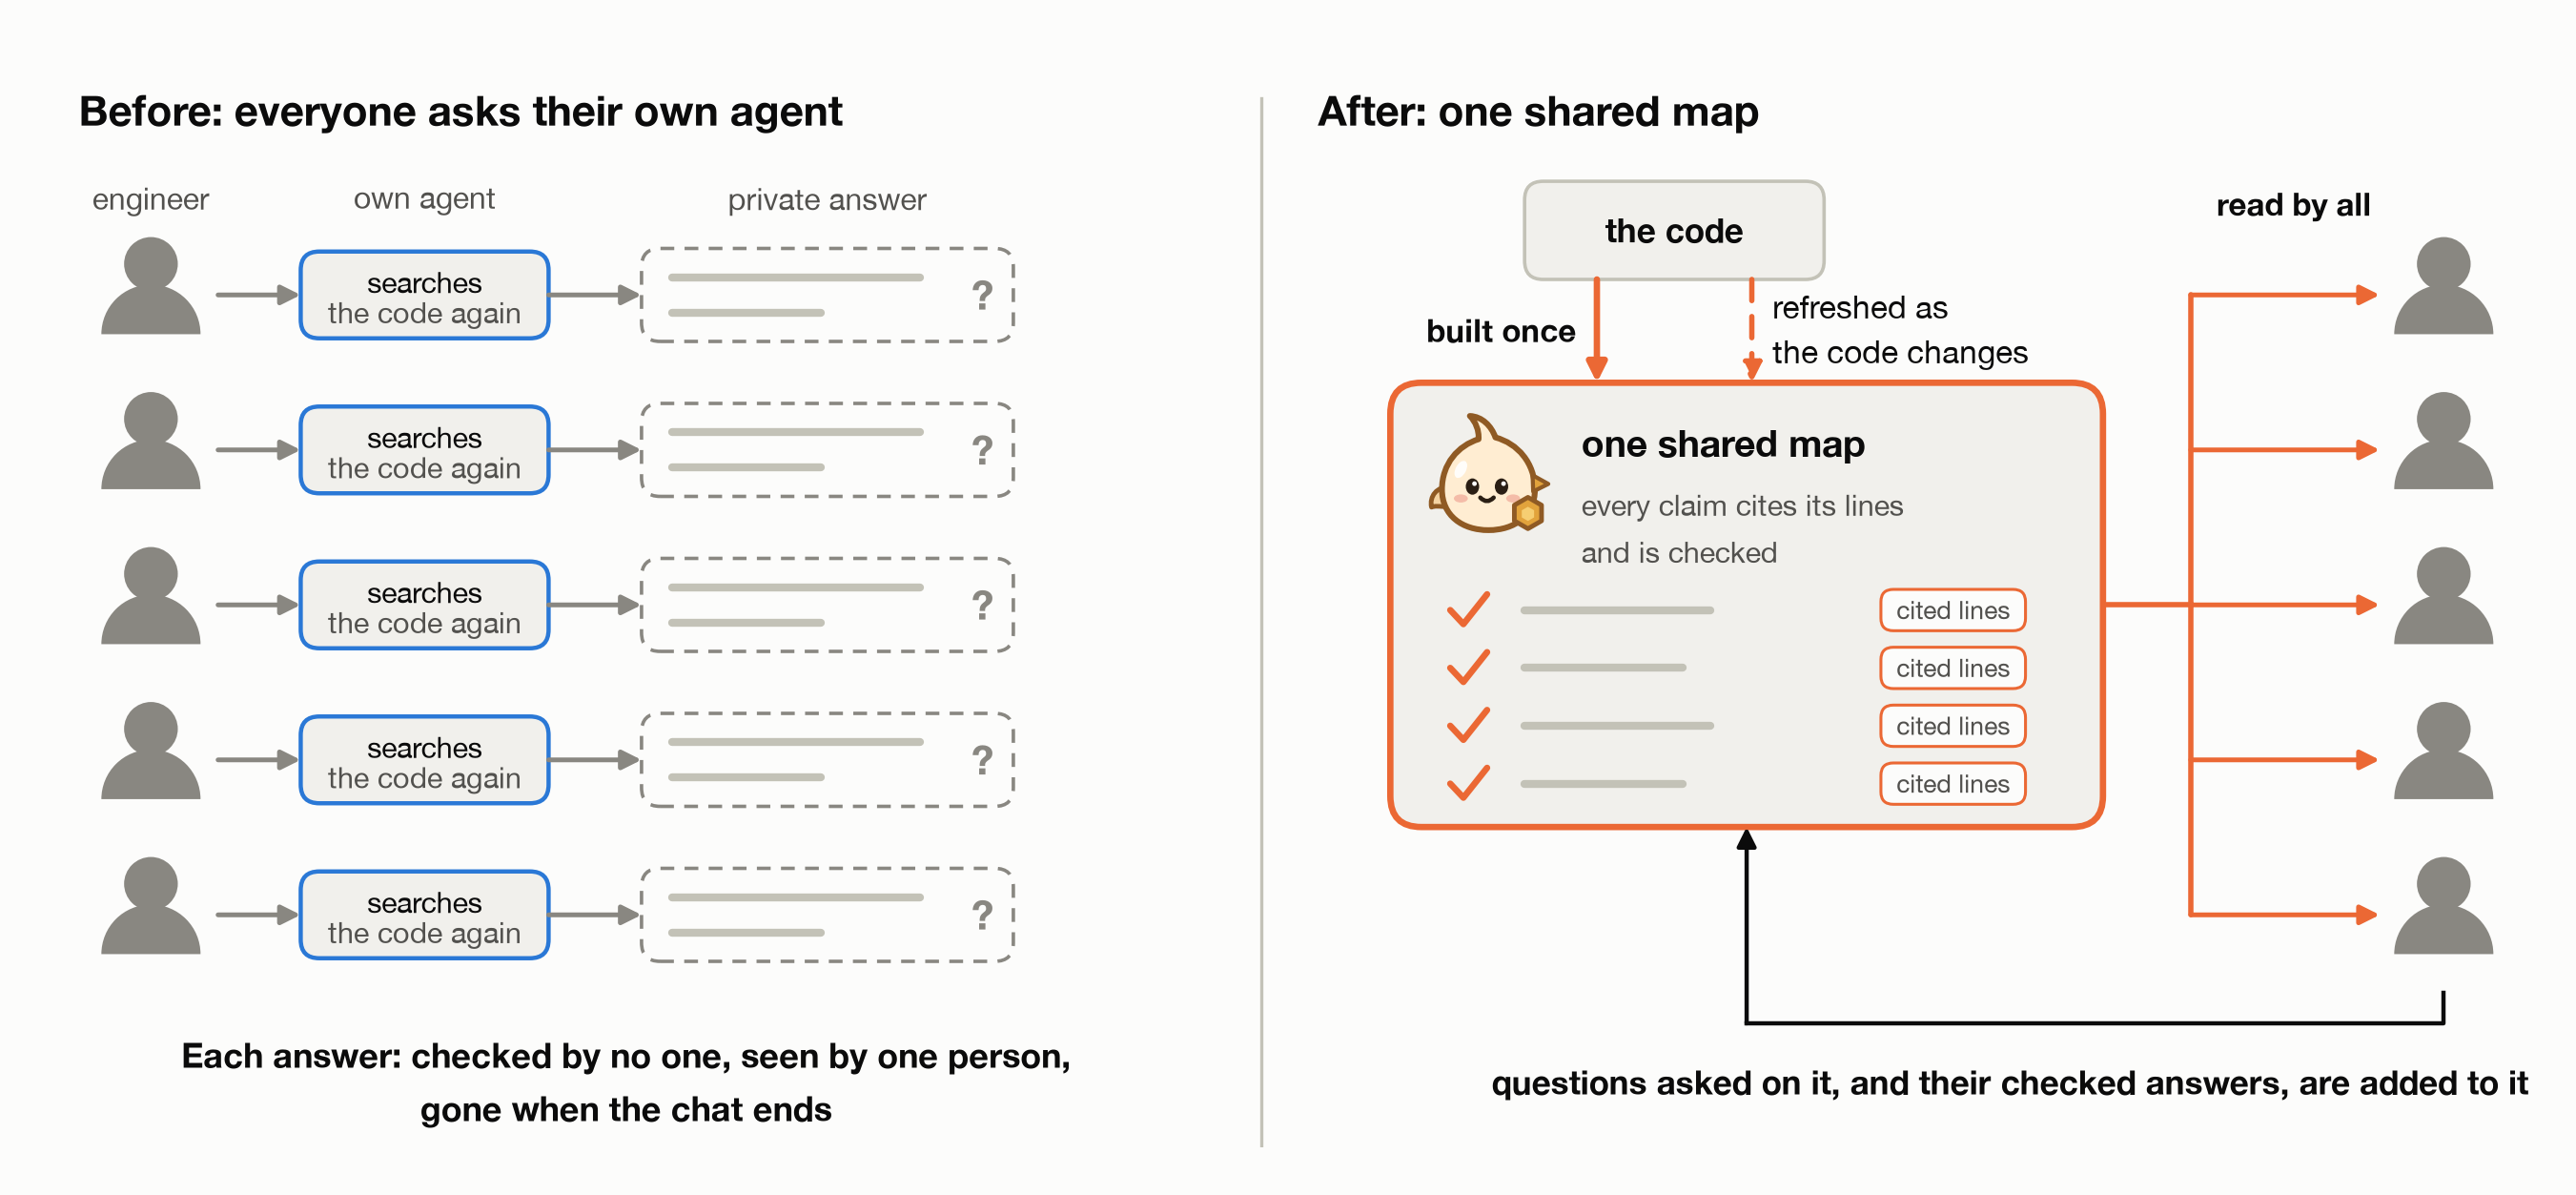 Before: everyone asks their own agent
engineer
own agent
private answer
searches
the code again
?
searches
the code again
?
searches
the code again
?
searches
the code again
?
searches
the code again
?
Each answer: checked by no one, seen by one person,
gone when the chat ends
After: one shared map
the code
read by all
built once
refreshed as
the code changes
one shared map
every claim cites its lines
and is checked
cited lines
cited lines
cited lines
cited lines
questions asked on it, and their checked answers, are added to it